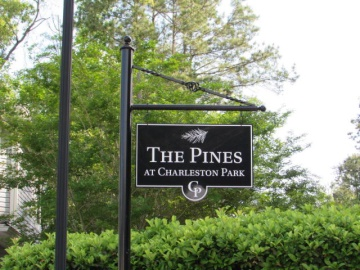 THE PINES
AT CHARLESTON PARK
CP